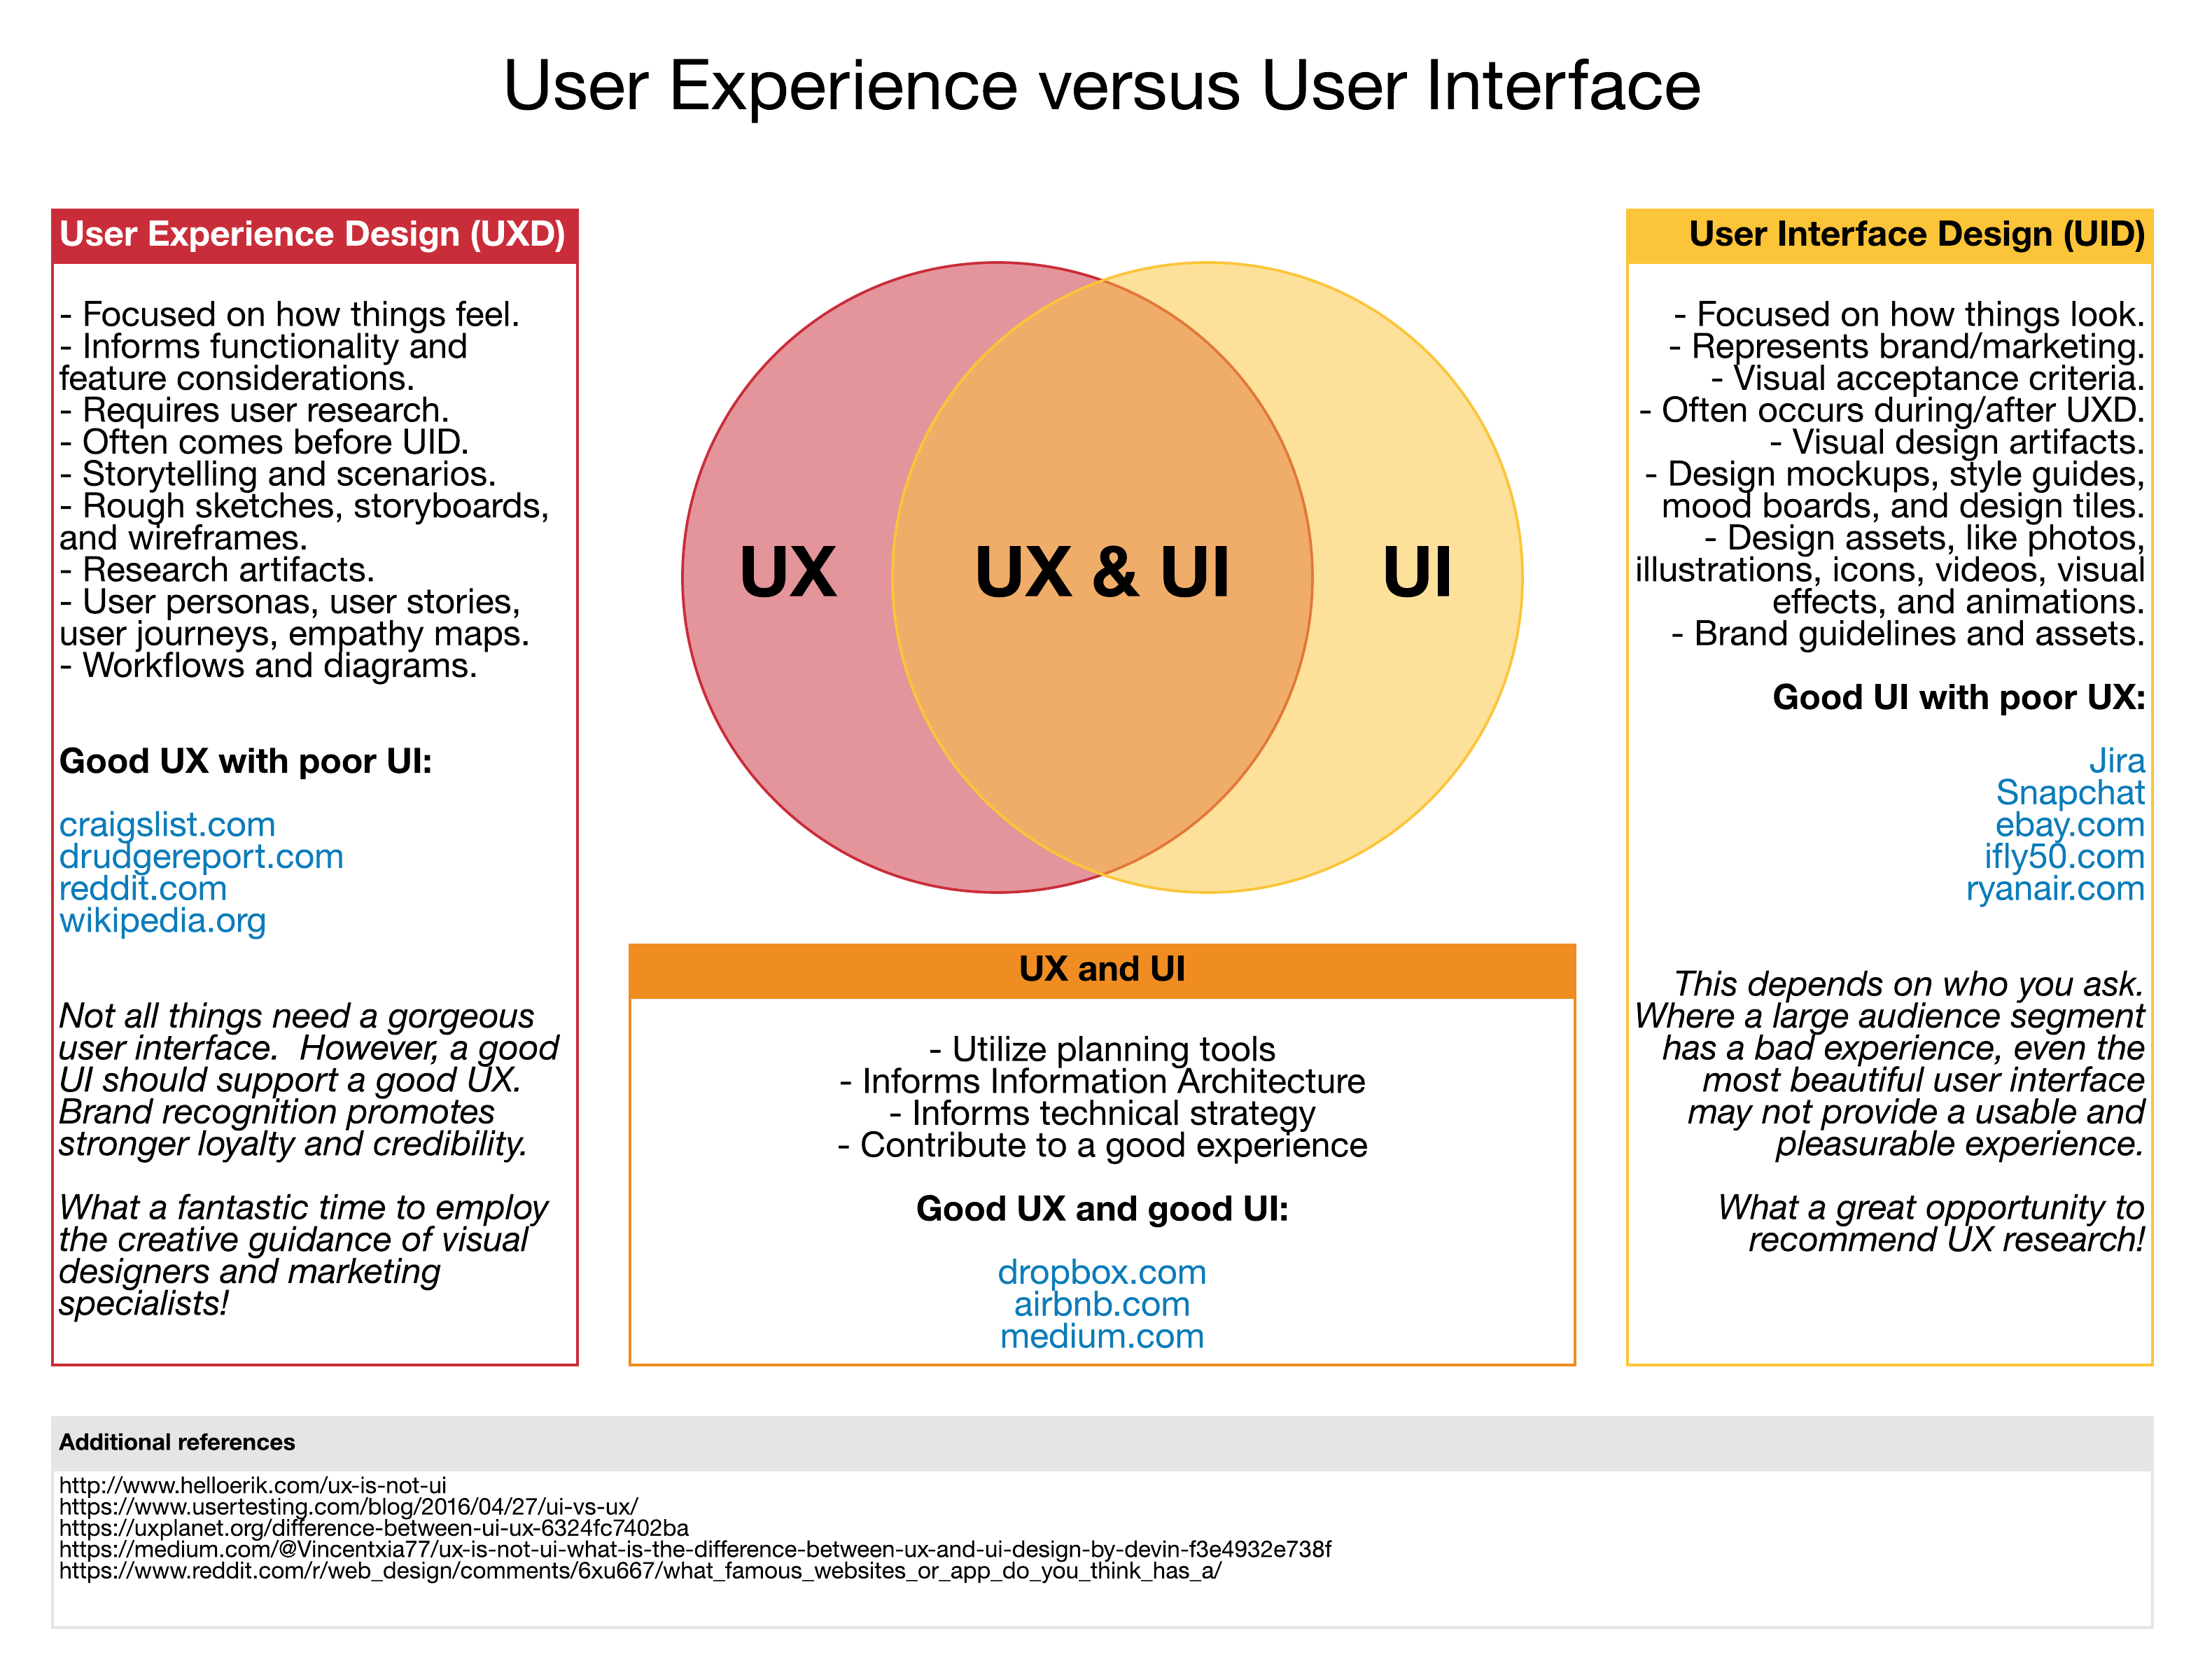 User Experience versus User Interface
User Experience Design (UXD)
- Focused on how things feel.
- Informs functionality and
feature considerations.
- Requires user research.
- Often comes before UID.
- Storytelling and scenarios.
- Rough sketches, storyboards,
and wireframes.
- Research artifacts.
- User personas, user stories,
user journeys, empathy maps.
- Workflows and diagrams.
Good UX with poor UI:
craigslist.com
drudgereport.com
reddit.com
wikipedia.org
Not all things need a gorgeous
user interface.  However, a good
UI should support a good UX.
Brand recognition promotes
stronger loyalty and credibility.
What a fantastic time to employ
the creative guidance of visual
designers and marketing
specialists!
UX
UX & UI
UI
UX and UI
- Utilize planning tools
- Informs Information Architecture
- Informs technical strategy
- Contribute to a good experience
Good UX and good UI:
dropbox.com
airbnb.com
medium.com
User Interface Design (UID)
- Focused on how things look.
- Represents brand/marketing.
- Visual acceptance criteria.
- Often occurs during/after UXD.
- Visual design artifacts.
- Design mockups, style guides,
mood boards, and design tiles.
- Design assets, like photos,
illustrations, icons, videos, visual
effects, and animations.
- Brand guidelines and assets.
Good UI with poor UX:
Jira
Snapchat
ebay.com
ifly50.com
ryanair.com
This depends on who you ask.
Where a large audience segment
has a bad experience, even the
most beautiful user interface
may not provide a usable and
pleasurable experience.
What a great opportunity to
recommend UX research!
Additional references
http://www.helloerik.com/ux-is-not-ui
https://www.usertesting.com/blog/2016/04/27/ui-vs-ux/
https://uxplanet.org/difference-between-ui-ux-6324fc7402ba
https://medium.com/@Vincentxia77/ux-is-not-ui-what-is-the-difference-between-ux-and-ui-design-by-devin-f3e4932e738f
https://www.reddit.com/r/web_design/comments/6xu667/what_famous_websites_or_app_do_you_think_has_a/